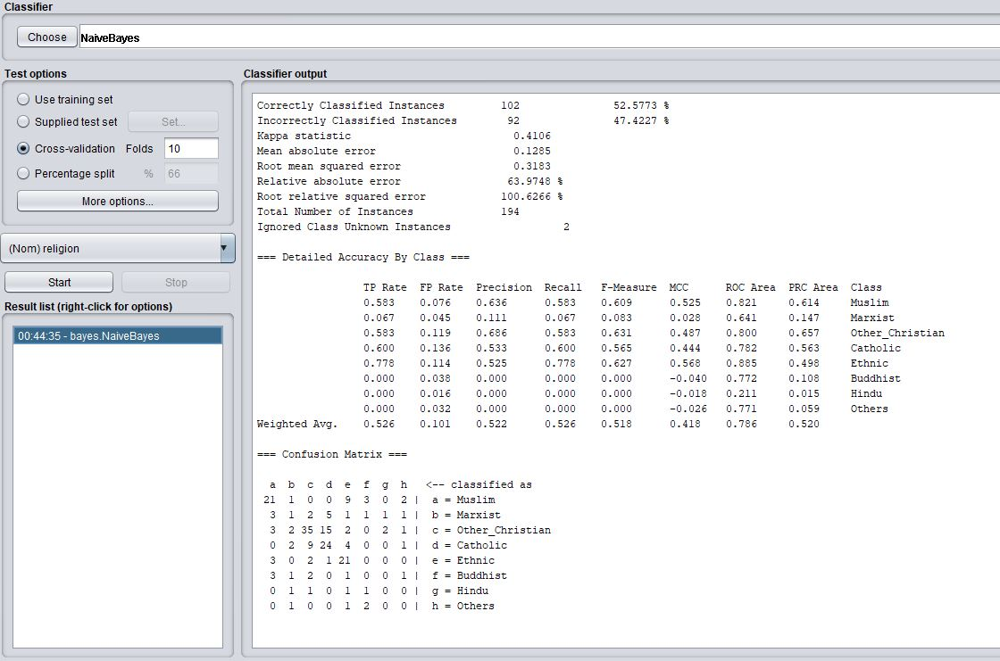 Classifier
Choose NaiveBayes
Test options
Use training set
Supplied test set Set...
Cross-validation Folds 10
Percentage split % 66
More options...
(Nom) religion
Start Stop
Result list (right-click for options)
00:44:35 - bayes.NaiveBayes
Classifier output
Correctly Classified Instances 102 52.5773 %
Incorrectly Classified Instances 92 47.4227 %
Kappa statistic 0.4106
Mean absolute error 0.1285
Root mean squared error 0.3183
Relative absolute error 63.9748 %
Root relative squared error 100.6266 %
Total Number of Instances 194
Ignored Class Unknown Instances 2
=== Detailed Accuracy By Class ===
TP Rate FP Rate Precision Recall F-Measure MCC ROC Area PRC Area Class
0.583 0.076 0.636 0.583 0.609 0.525 0.821 0.614 Muslim
0.067 0.045 0.111 0.067 0.083 0.028 0.641 0.147 Marxist
0.583 0.119 0.686 0.583 0.631 0.487 0.800 0.657 Other_Christian
0.600 0.136 0.533 0.600 0.565 0.444 0.782 0.563 Catholic
0.778 0.114 0.525 0.778 0.627 0.568 0.885 0.498 Ethnic
0.000 0.038 0.000 0.000 0.000 -0.040 0.772 0.108 Buddhist
0.000 0.016 0.000 0.000 0.000 -0.018 0.211 0.015 Hindu
0.000 0.032 0.000 0.000 0.000 -0.026 0.771 0.059 Others
Weighted Avg. 0.526 0.101 0.522 0.526 0.518 0.418 0.786 0.520
=== Confusion Matrix ===
a b c d e f g h <-- classified as
21 1 0 0 9 3 0 2 | a = Muslim
3 1 2 5 1 1 1 1 | b = Marxist
3 2 35 15 2 0 2 1 | c = Other_Christian
0 2 9 24 4 0 0 1 | d = Catholic
3 0 2 1 21 0 0 0 | e = Ethnic
3 1 2 0 1 0 0 1 | f = Buddhist
0 1 1 0 1 1 0 0 | g = Hindu
0 1 0 0 1 2 0 0 | h = Others